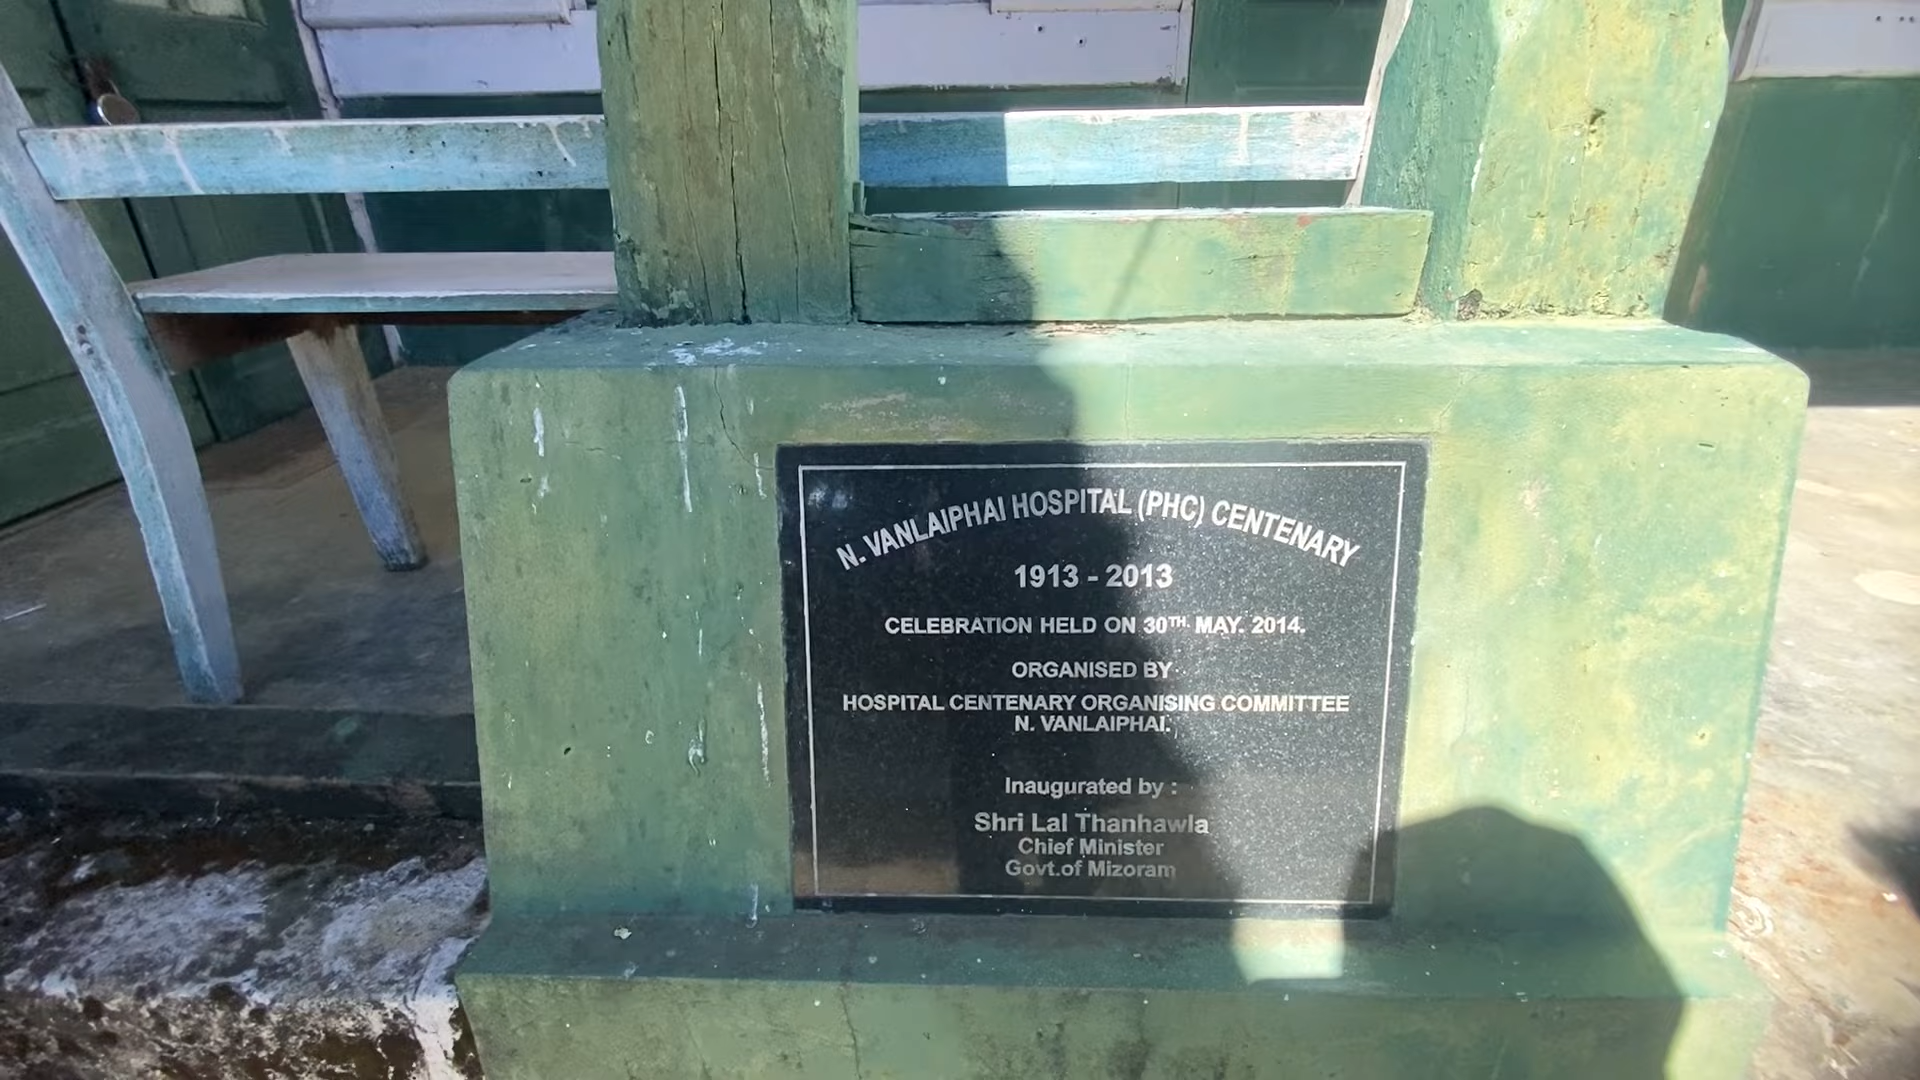 N. VANLAIPHAI HOSPITAL (PHC) CENTENARY
1913 - 2013
CELEBRATION HELD ON 30TH. MAY. 2014.
ORGANISED BY
HOSPITAL CENTENARY ORGANISING COMMITTEE
N. VANLAIPHAI.
Inaugurated by :
Shri Lal Thanhawla
Chief Minister
Govt.of Mizoram